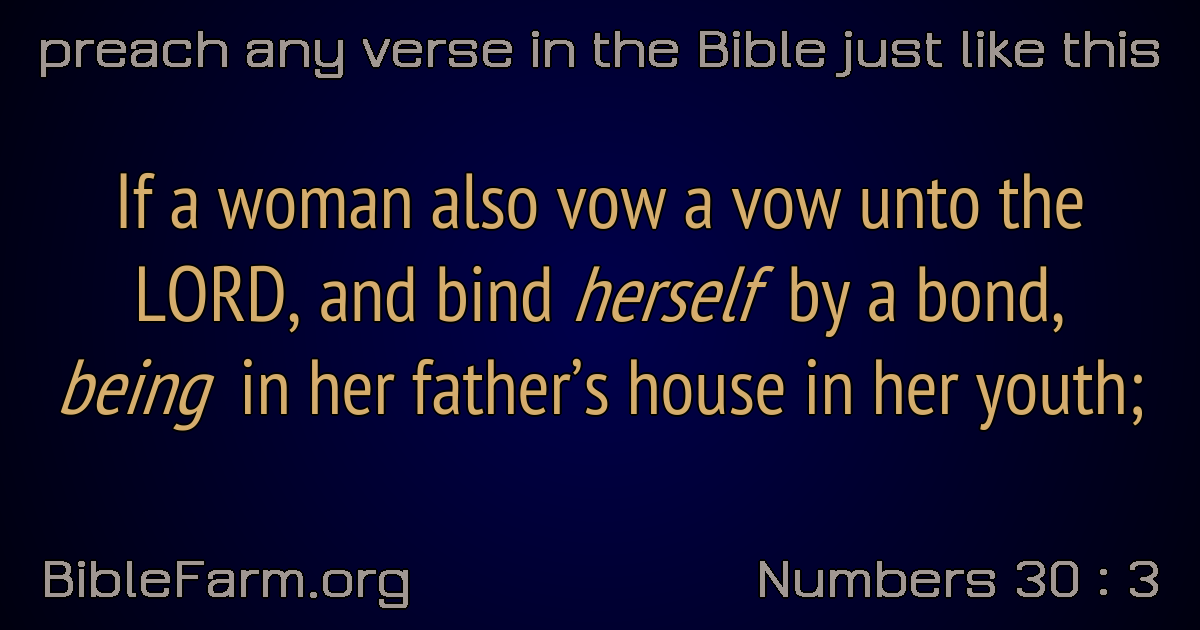 preach any verse in the Bible just like this
If a woman also vow a vow unto the
LORD, and bind herself by a bond,
being in her father’s house in her youth;
BibleFarm.org
Numbers 30 : 3